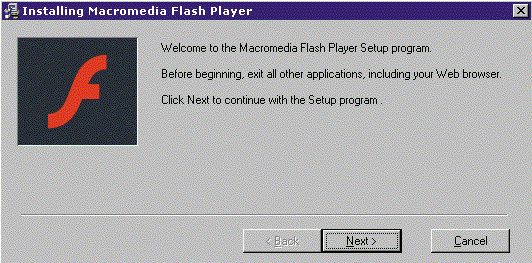 Installing Macromedia Flash Player
Welcome to the Macromedia Flash Player Setup program.
Before beginning, exit all other applications, including your Web browser.
Click Next to continue with the Setup program .
< Back
Next >
Cancel